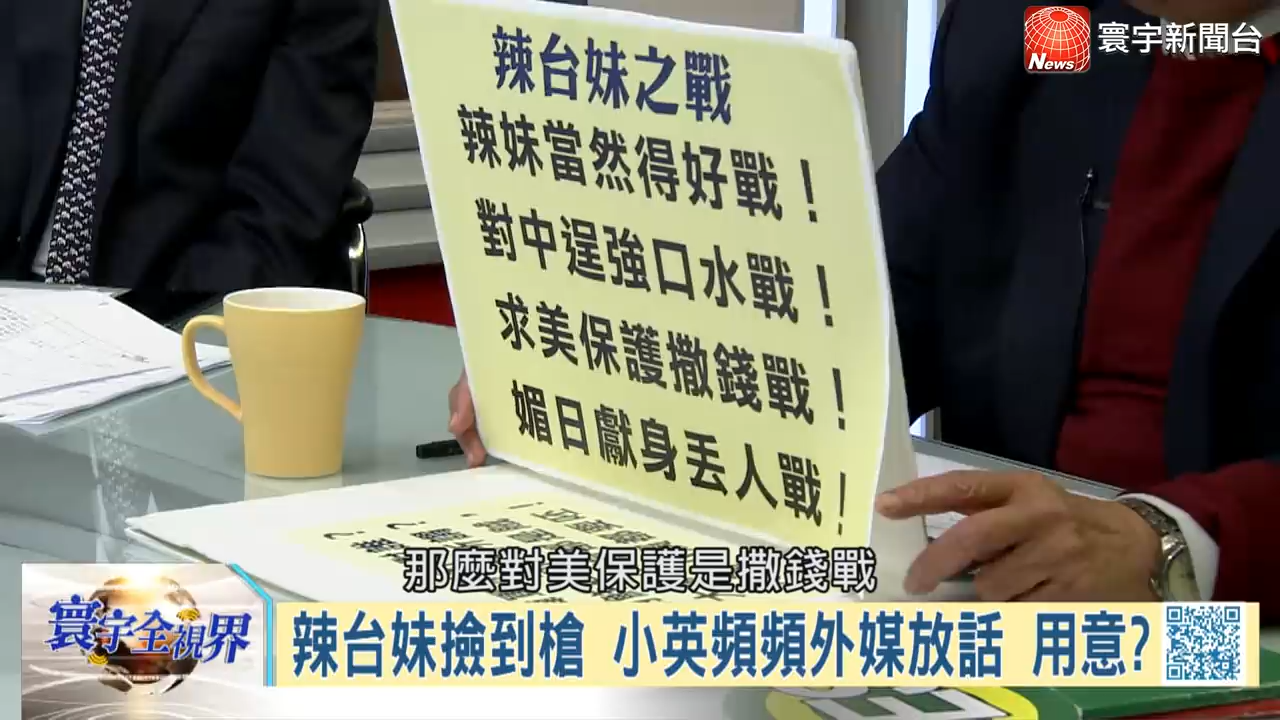 寰宇新聞台
News
辣台妹之戰
辣妹當然得好戰！
對中逞強口水戰！
求美保護撒錢戰！
媚日獻身丟人戰！
那麼對美保護是撒錢戰
寰宇全視界
辣台妹撿到槍 小英頻頻外媒放話 用意?